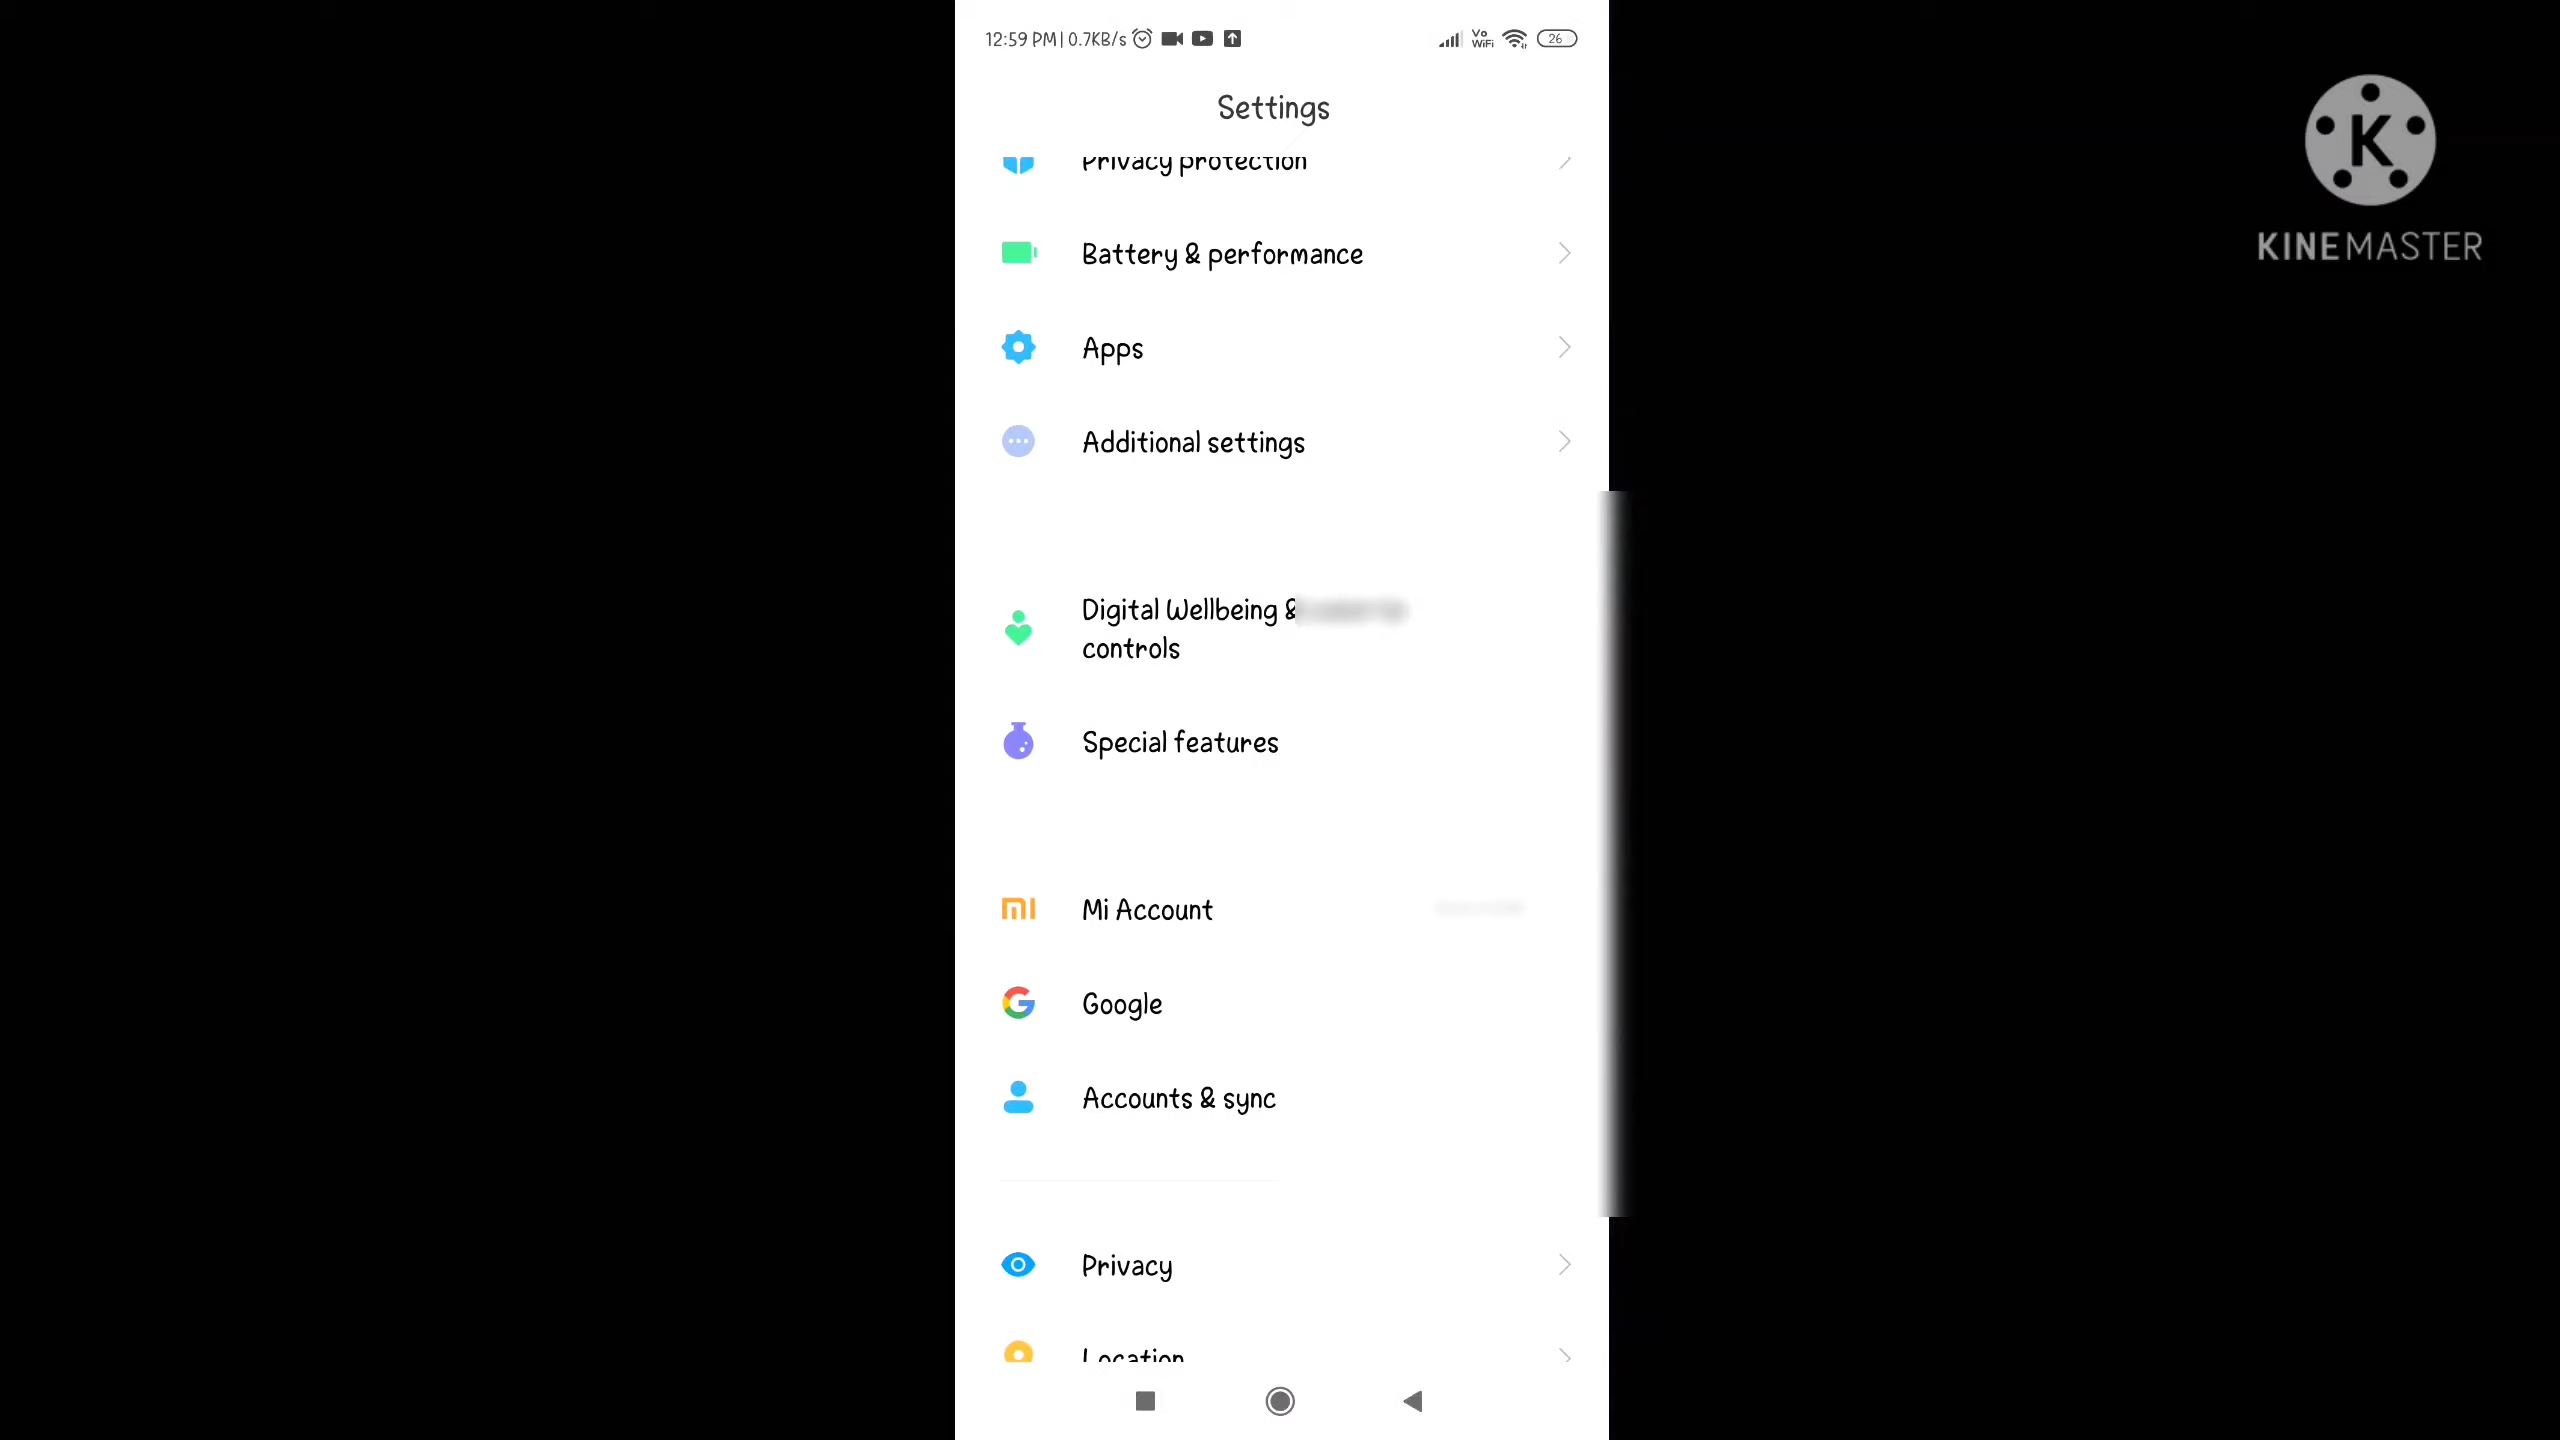 12:59 PM| 0.7KB/s
Vo
WiFi
26
Settings
Privacy protection
Battery & performance
Apps
Additional settings
Digital Wellbeing &
controls
Special features
Mi Account
Google
Accounts & sync
Privacy
Location
K
KINEMASTER